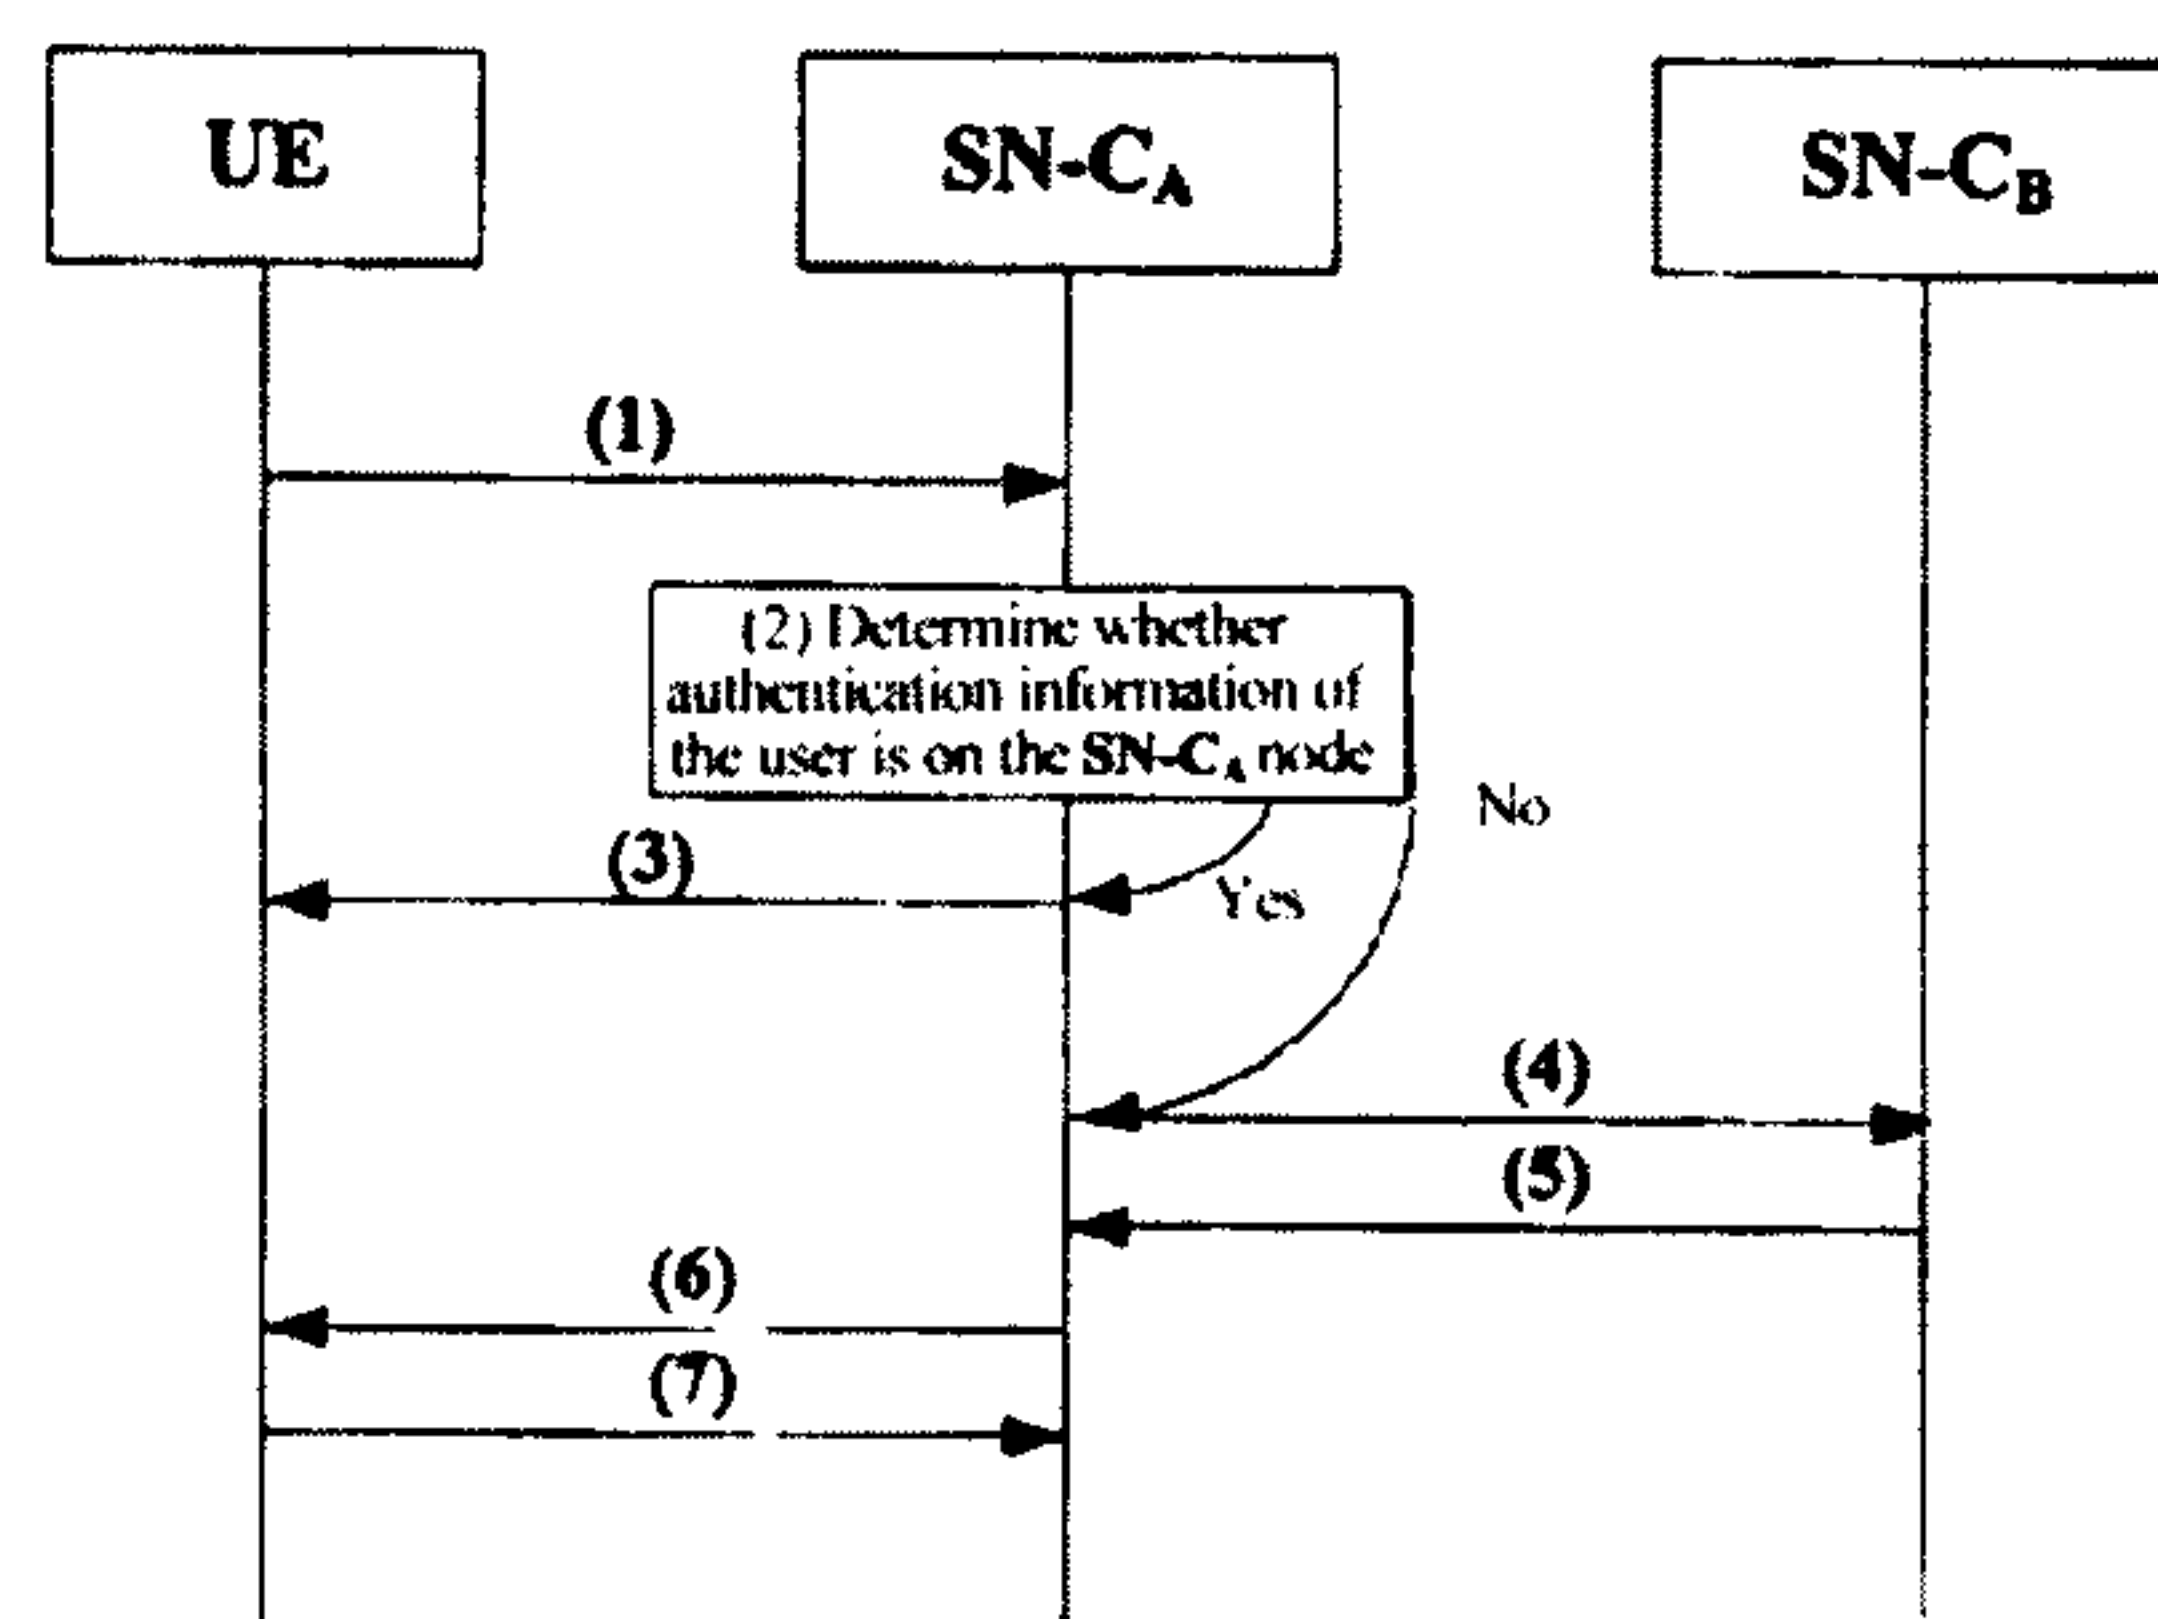 UE
SN-CA
SN-CB
(1)
(2) Determine whether
authentication information of
the user is on the SN-CA node
No
(3)
Yes
(4)
(5)
(6)
(7)